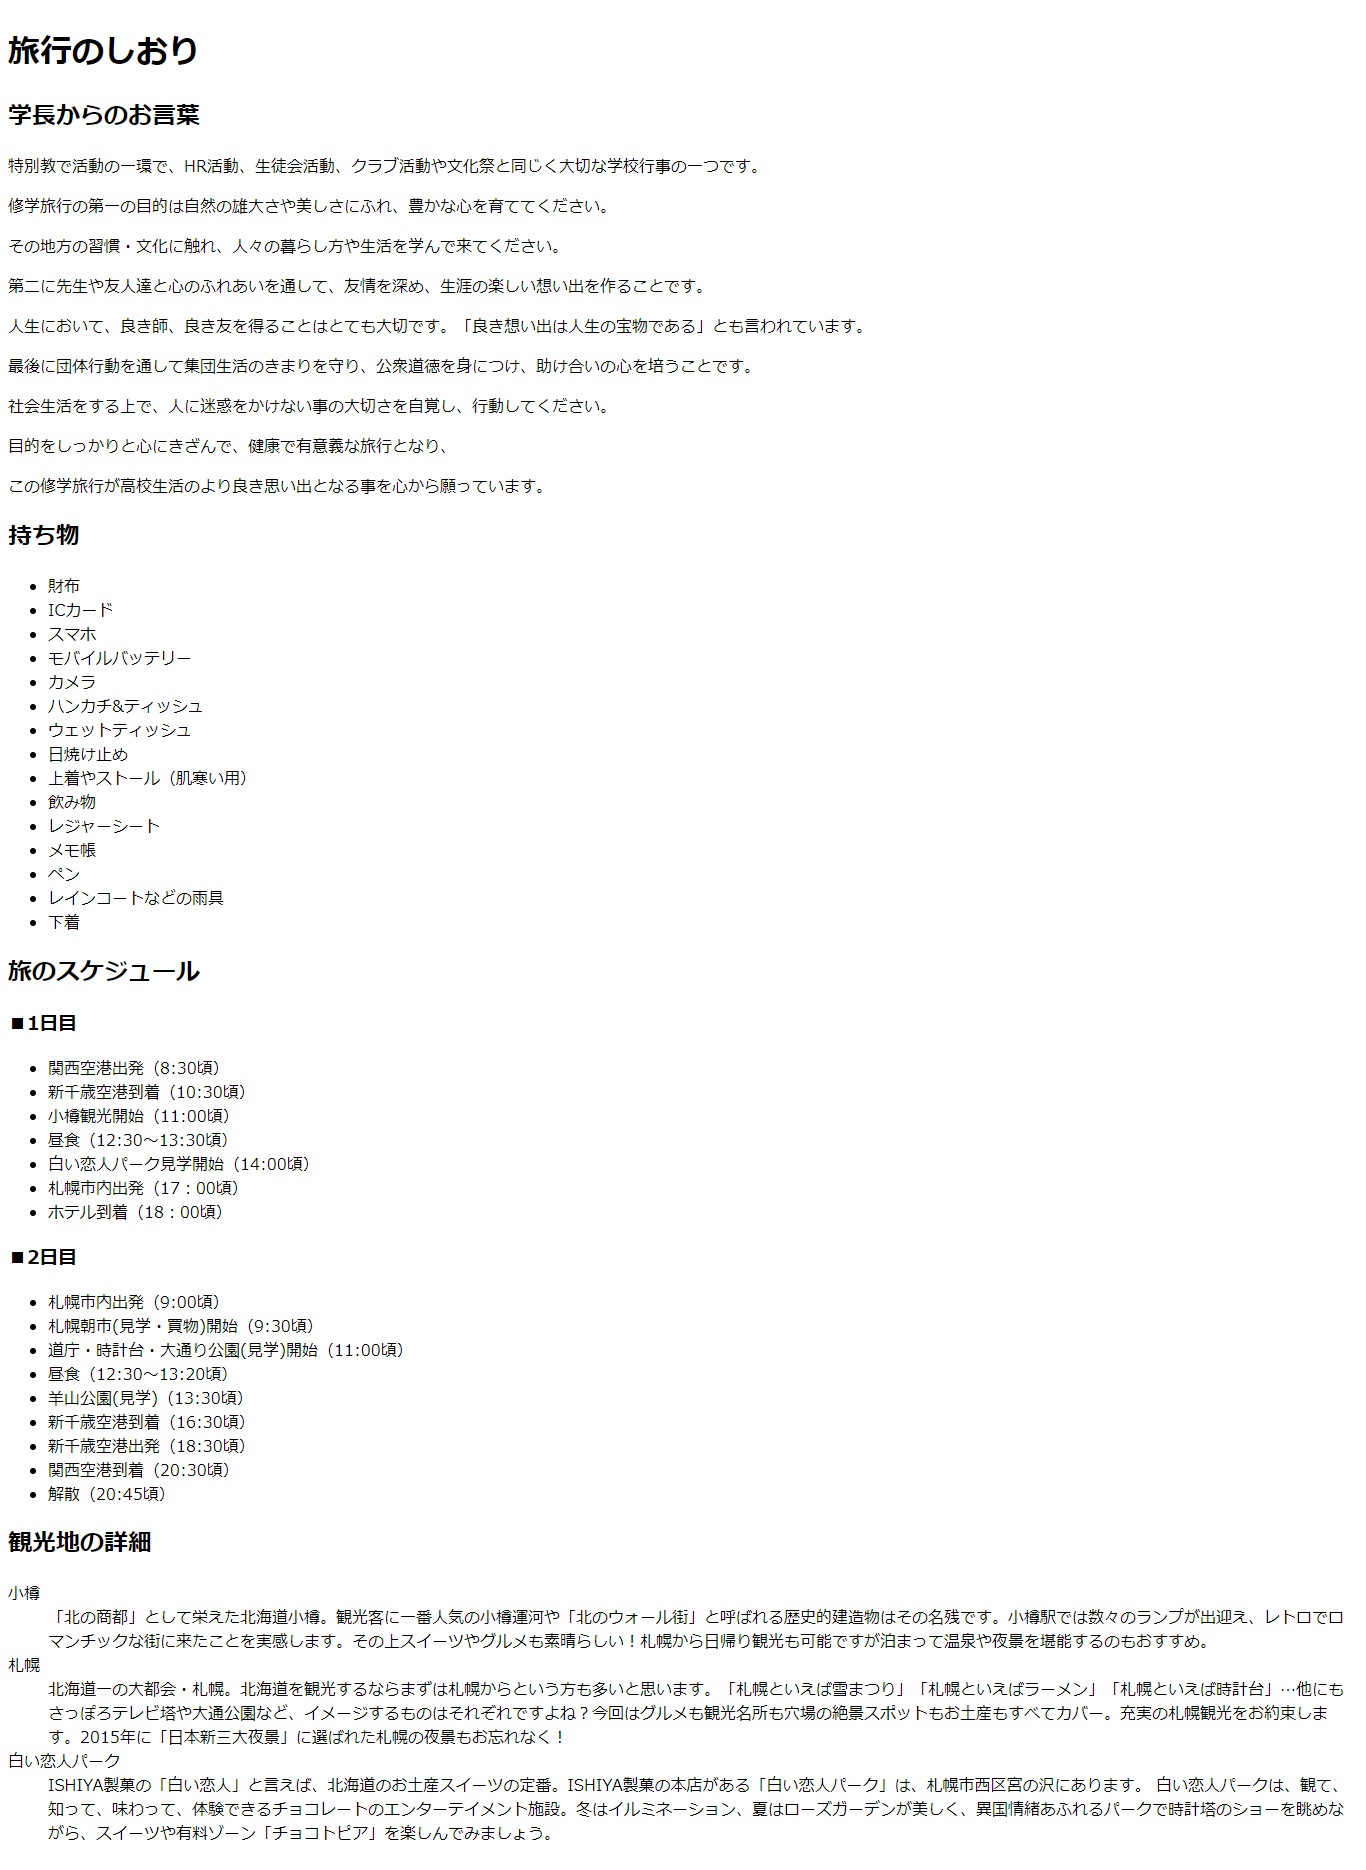 旅行のしおり
学長からのお言葉
特別教で活動の一環で、HR活動、生徒会活動、クラブ活動や文化祭と同じく大切な学校行事の一つです。
修学旅行の第一の目的は自然の雄大さや美しさにふれ、豊かな心を育ててください。
その地方の習慣・文化に触れ、人々の暮らし方や生活を学んで来てください。
第二に先生や友人達と心のふれあいを通して、友情を深め、生涯の楽しい想い出を作ることです。
人生において、良き師、良き友を得ることはとても大切です。「良き想い出は人生の宝物である」とも言われています。
最後に団体行動を通して集団生活のきまりを守り、公衆道徳を身につけ、助け合いの心を培うことです。
社会生活をする上で、人に迷惑をかけない事の大切さを自覚し、行動してください。
目的をしっかりと心にきざんで、健康で有意義な旅行となり、
この修学旅行が高校生活のより良き思い出となる事を心から願っています。
持ち物
• 財布
• ICカード
• スマホ
• モバイルバッテリー
• カメラ
• ハンカチ&ティッシュ
• ウェットティッシュ
• 日焼け止め
• 上着やストール（肌寒い用）
• 飲み物
• レジャーシート
• メモ帳
• ペン
• レインコートなどの雨具
• 下着
旅のスケジュール
■1日目
• 関西空港出発（8:30頃）
• 新千歳空港到着（10:30頃）
• 小樽観光開始（11:00頃）
• 昼食（12:30～13:30頃）
• 白い恋人パーク見学開始（14:00頃）
• 札幌市内出発（17：00頃）
• ホテル到着（18：00頃）
■2日目
• 札幌市内出発（9:00頃）
• 札幌朝市(見学・買物)開始（9:30頃）
• 道庁・時計台・大通り公園(見学)開始（11:00頃）
• 昼食（12:30～13:20頃）
• 羊山公園(見学)（13:30頃）
• 新千歳空港到着（16:30頃）
• 新千歳空港出発（18:30頃）
• 関西空港到着（20:30頃）
• 解散（20:45頃）
観光地の詳細
小樽
「北の商都」として栄えた北海道小樽。観光客に一番人気の小樽運河や「北のウォール街」と呼ばれる歴史的建造物はその名残です。小樽駅では数々のランプが出迎え、レトロでロ
マンチックな街に来たことを実感します。その上スイーツやグルメも素晴らしい！札幌から日帰り観光も可能ですが泊まって温泉や夜景を堪能するのもおすすめ。
札幌
北海道一の大都会・札幌。北海道を観光するならまずは札幌からという方も多いと思います。「札幌といえば雪まつり」「札幌といえばラーメン」「札幌といえば時計台」…他にも
さっぽろテレビ塔や大通公園など、イメージするものはそれぞれですよね？今回はグルメも観光名所も穴場の絶景スポットもお土産もすべてカバー。充実の札幌観光をお約束しま
す。2015年に「日本新三大夜景」に選ばれた札幌の夜景もお忘れなく！
白い恋人パーク
ISHIYA製菓の「白い恋人」と言えば、北海道のお土産スイーツの定番。ISHIYA製菓の本店がある「白い恋人パーク」は、札幌市西区宮の沢にあります。 白い恋人パークは、観て、
知って、味わって、体験できるチョコレートのエンターテイメント施設。冬はイルミネーション、夏はローズガーデンが美しく、異国情緒あふれるパークで時計塔のショーを眺めな
がら、スイーツや有料ゾーン「チョコトピア」を楽しんでみましょう。